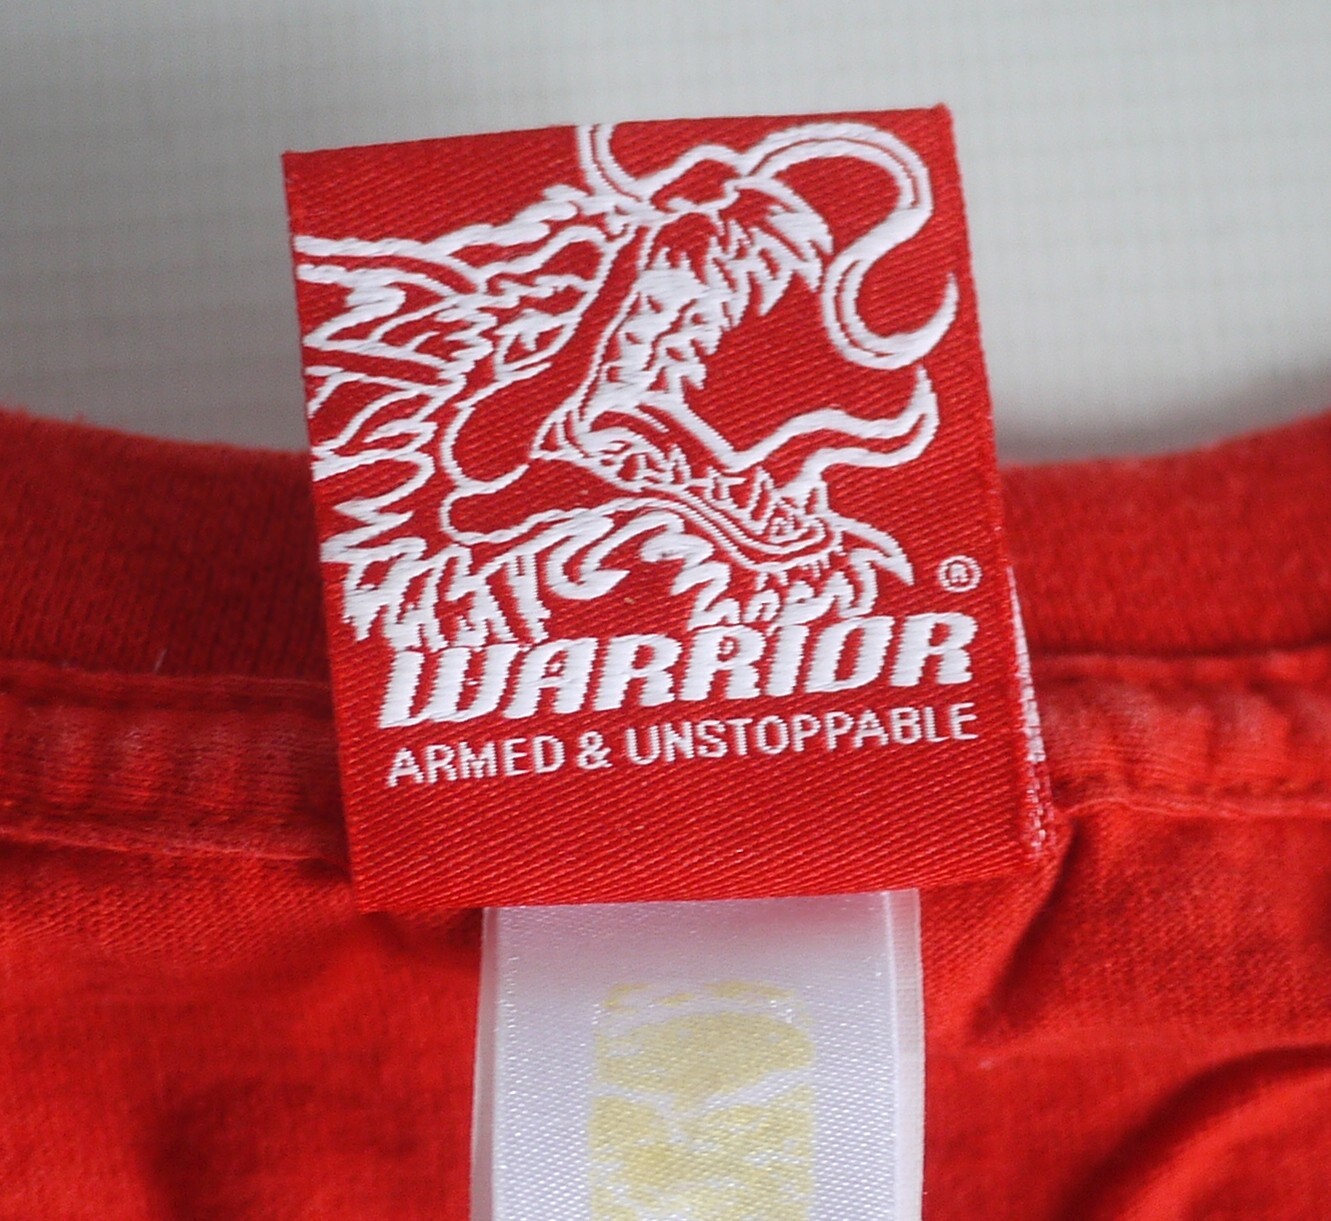 ®
WARRIOR
ARMED & UNSTOPPABLE